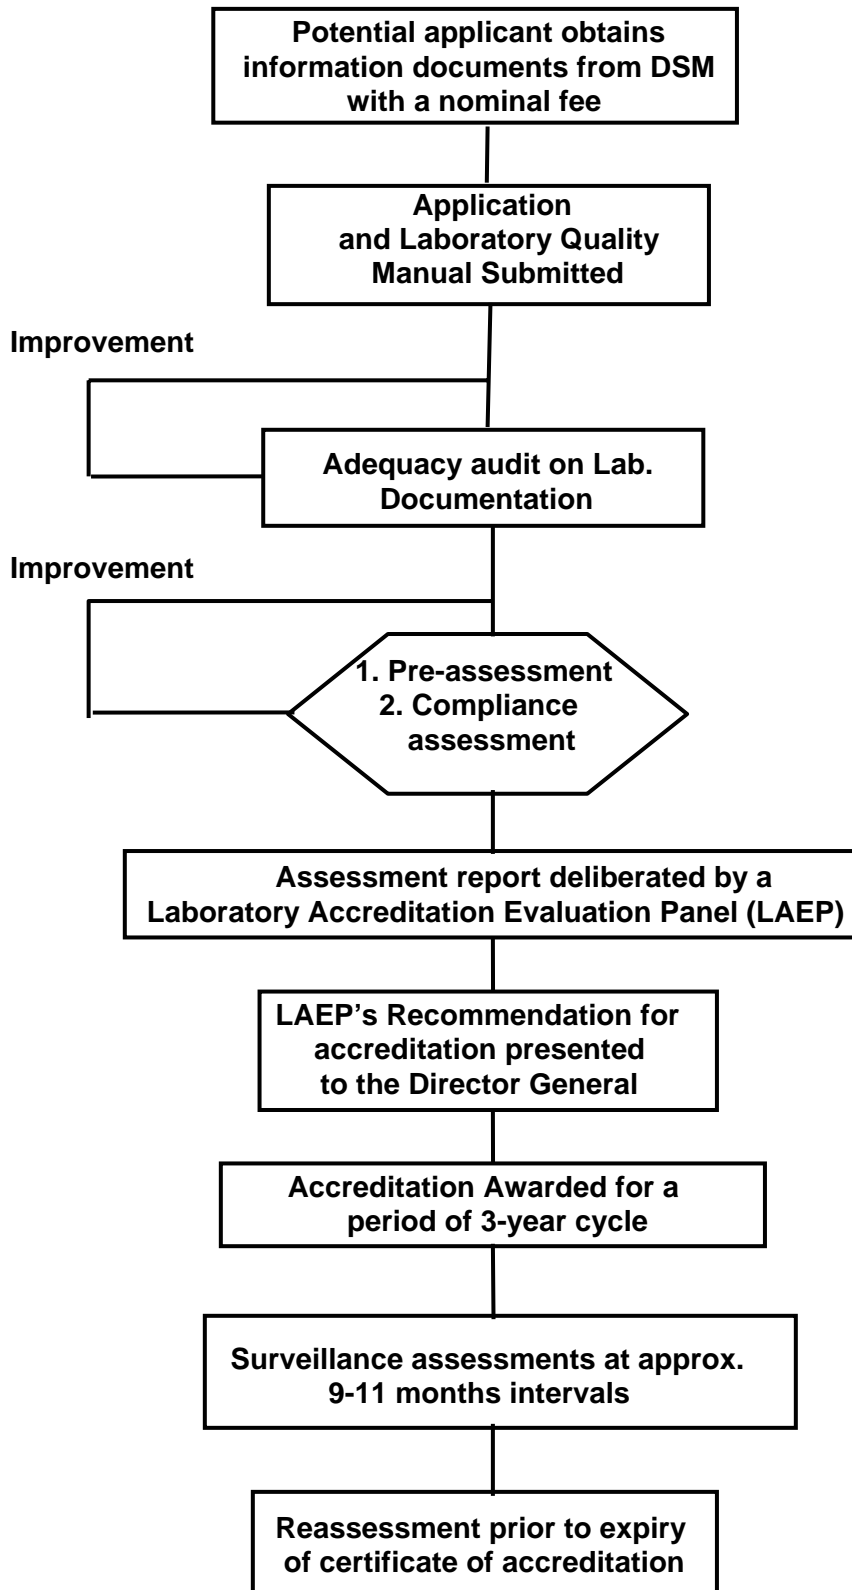 Potential applicant obtains
information documents from DSM
with a nominal fee
Application
and Laboratory Quality
Manual Submitted
Improvement
Adequacy audit on Lab.
Documentation
Improvement
1. Pre-assessment
2. Compliance
assessment
Assessment report deliberated by a
Laboratory Accreditation Evaluation Panel (LAEP)
LAEP’s Recommendation for
accreditation presented
to the Director General
Accreditation Awarded for a
period of 3-year cycle
Surveillance assessments at approx.
9-11 months intervals
Reassessment prior to expiry
of certificate of accreditation